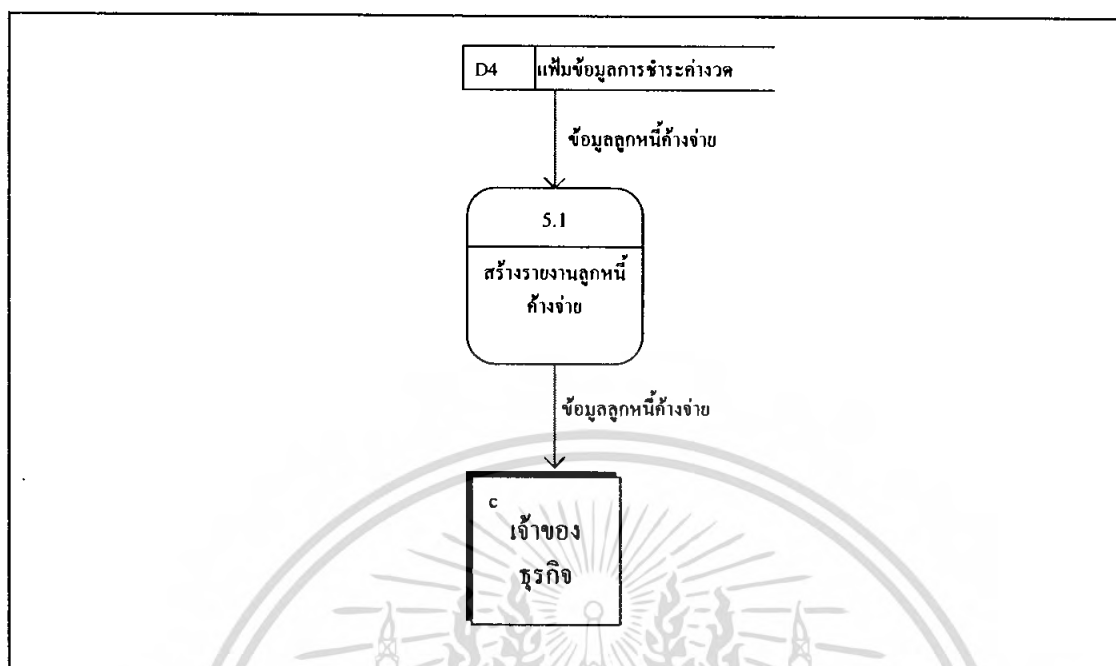 D4 แฟ้มข้อมูลการชำระค่างวด
ข้อมูลลูกหนี้ค้างจ่าย
5.1
สร้างรายงานลูกหนี้
ค้างจ่าย
ข้อมูลลูกหนี้ค้างจ่าย
c
เจ้าของ
ธุรกิจ